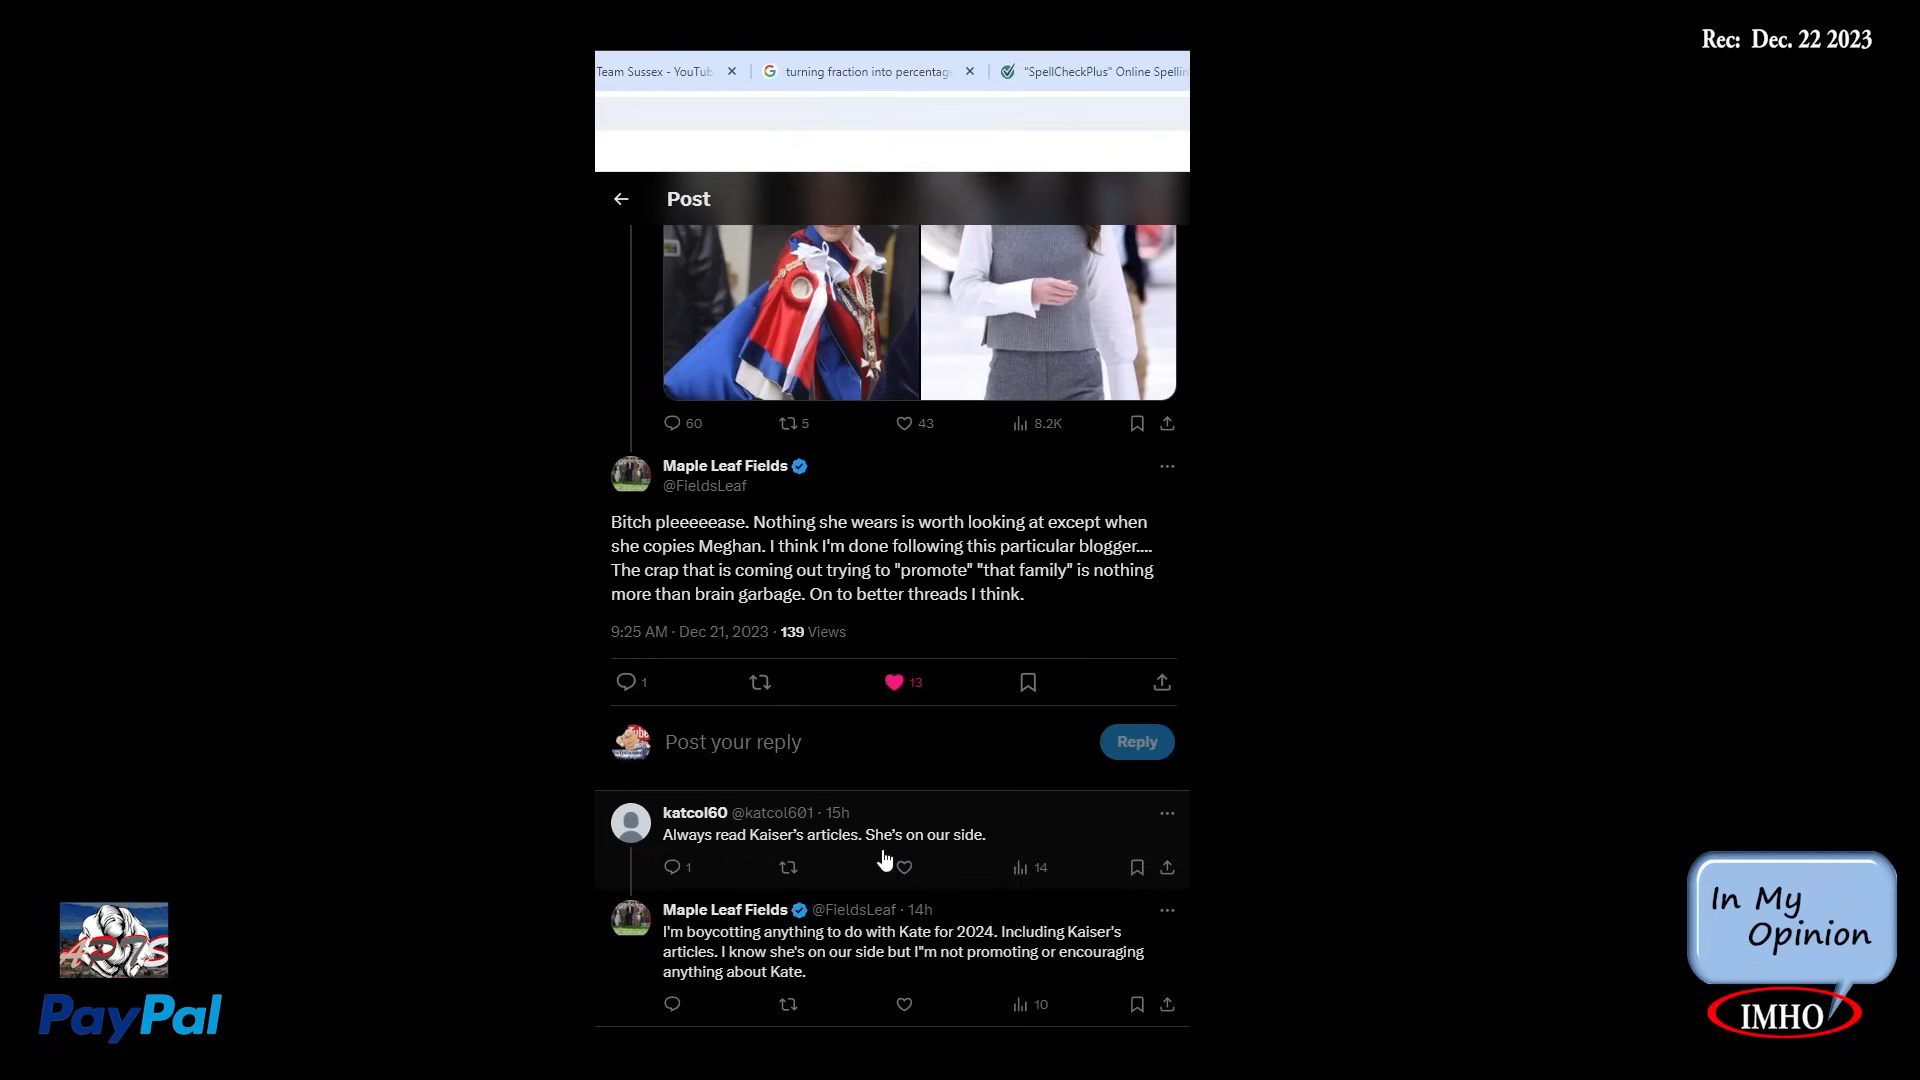 Rec: Dec. 22 2023
Team Sussex - YouTub
turning fraction into percentage
"SpellCheckPlus" Online Spellin
Post
60 5 43 8.2K
Maple Leaf Fields
@FieldsLeaf
Bitch pleeeeease. Nothing she wears is worth looking at except when
she copies Meghan. I think I'm done following this particular blogger....
The crap that is coming out trying to "promote" "that family" is nothing
more than brain garbage. On to better threads I think.
9:25 AM · Dec 21, 2023 · 139 Views
1 13
Post your reply
Reply
katcol60 @katcol601 · 15h
Always read Kaiser's articles. She's on our side.
1 14
Maple Leaf Fields @FieldsLeaf · 14h
I'm boycotting anything to do with Kate for 2024. Including Kaiser's
articles. I know she's on our side but I"m not promoting or encouraging
anything about Kate.
10
PayPal
In My
Opinion
IMHO